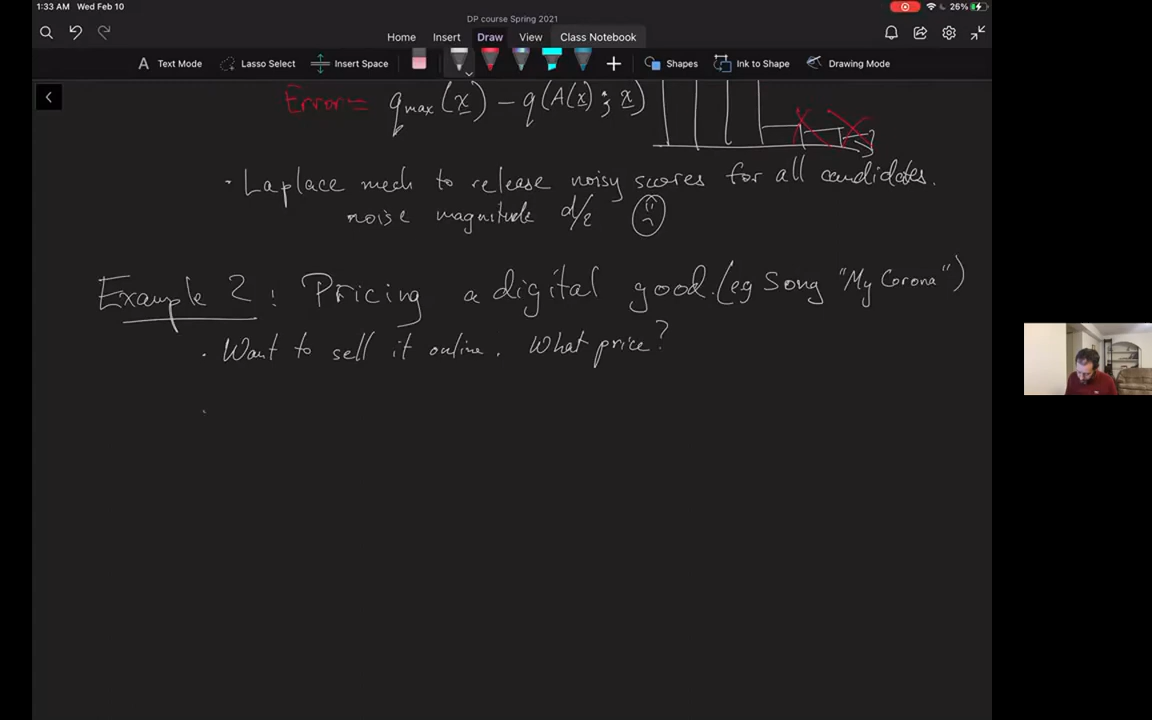 1:33 AM Wed Feb 10
26%
DP course Spring 2021
Home Insert Draw View Class Notebook
Text Mode Lasso Select Insert Space Shapes Ink to Shape Drawing Mode
Error = qmax(x) - q(A(x); x)
· Laplace mech to release noisy scores for all candidates.
noise magnitude d/ε
Example 2: Pricing a digital good. (eg Song "My Corona")
· Want to sell it online. What price?